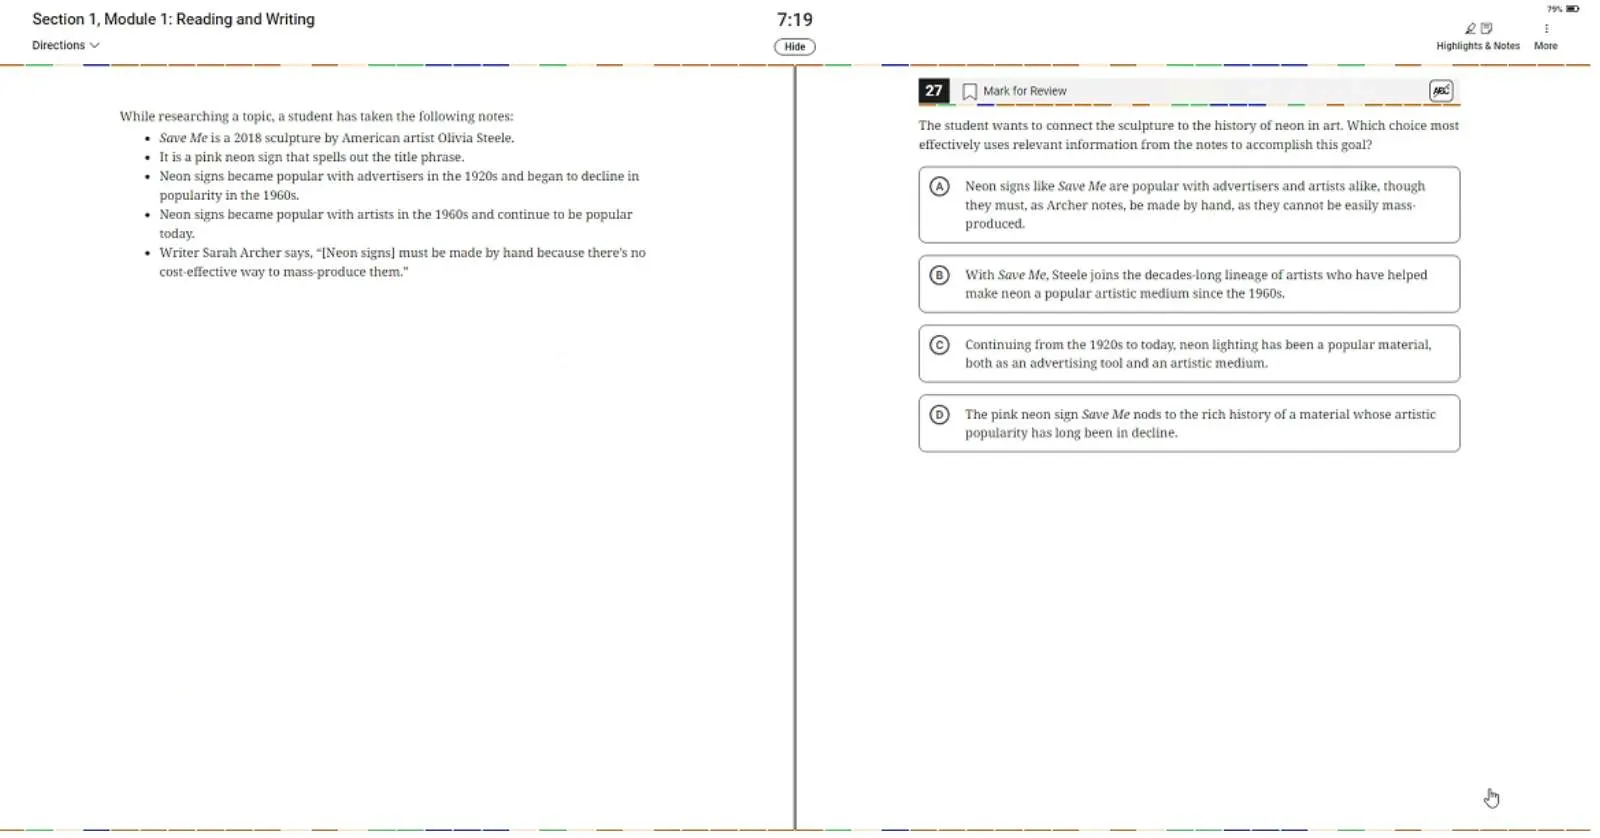 Section 1, Module 1: Reading and Writing
Directions
7:19
Hide
79%
Highlights & Notes
More
While researching a topic, a student has taken the following notes:
• Save Me is a 2018 sculpture by American artist Olivia Steele.
• It is a pink neon sign that spells out the title phrase.
• Neon signs became popular with advertisers in the 1920s and began to decline in
popularity in the 1960s.
• Neon signs became popular with artists in the 1960s and continue to be popular
today.
• Writer Sarah Archer says, “[Neon signs] must be made by hand because there's no
cost-effective way to mass-produce them.”
27
Mark for Review
ABC
The student wants to connect the sculpture to the history of neon in art. Which choice most
effectively uses relevant information from the notes to accomplish this goal?
A
Neon signs like Save Me are popular with advertisers and artists alike, though
they must, as Archer notes, be made by hand, as they cannot be easily mass-
produced.
B
With Save Me, Steele joins the decades-long lineage of artists who have helped
make neon a popular artistic medium since the 1960s.
C
Continuing from the 1920s to today, neon lighting has been a popular material,
both as an advertising tool and an artistic medium.
D
The pink neon sign Save Me nods to the rich history of a material whose artistic
popularity has long been in decline.